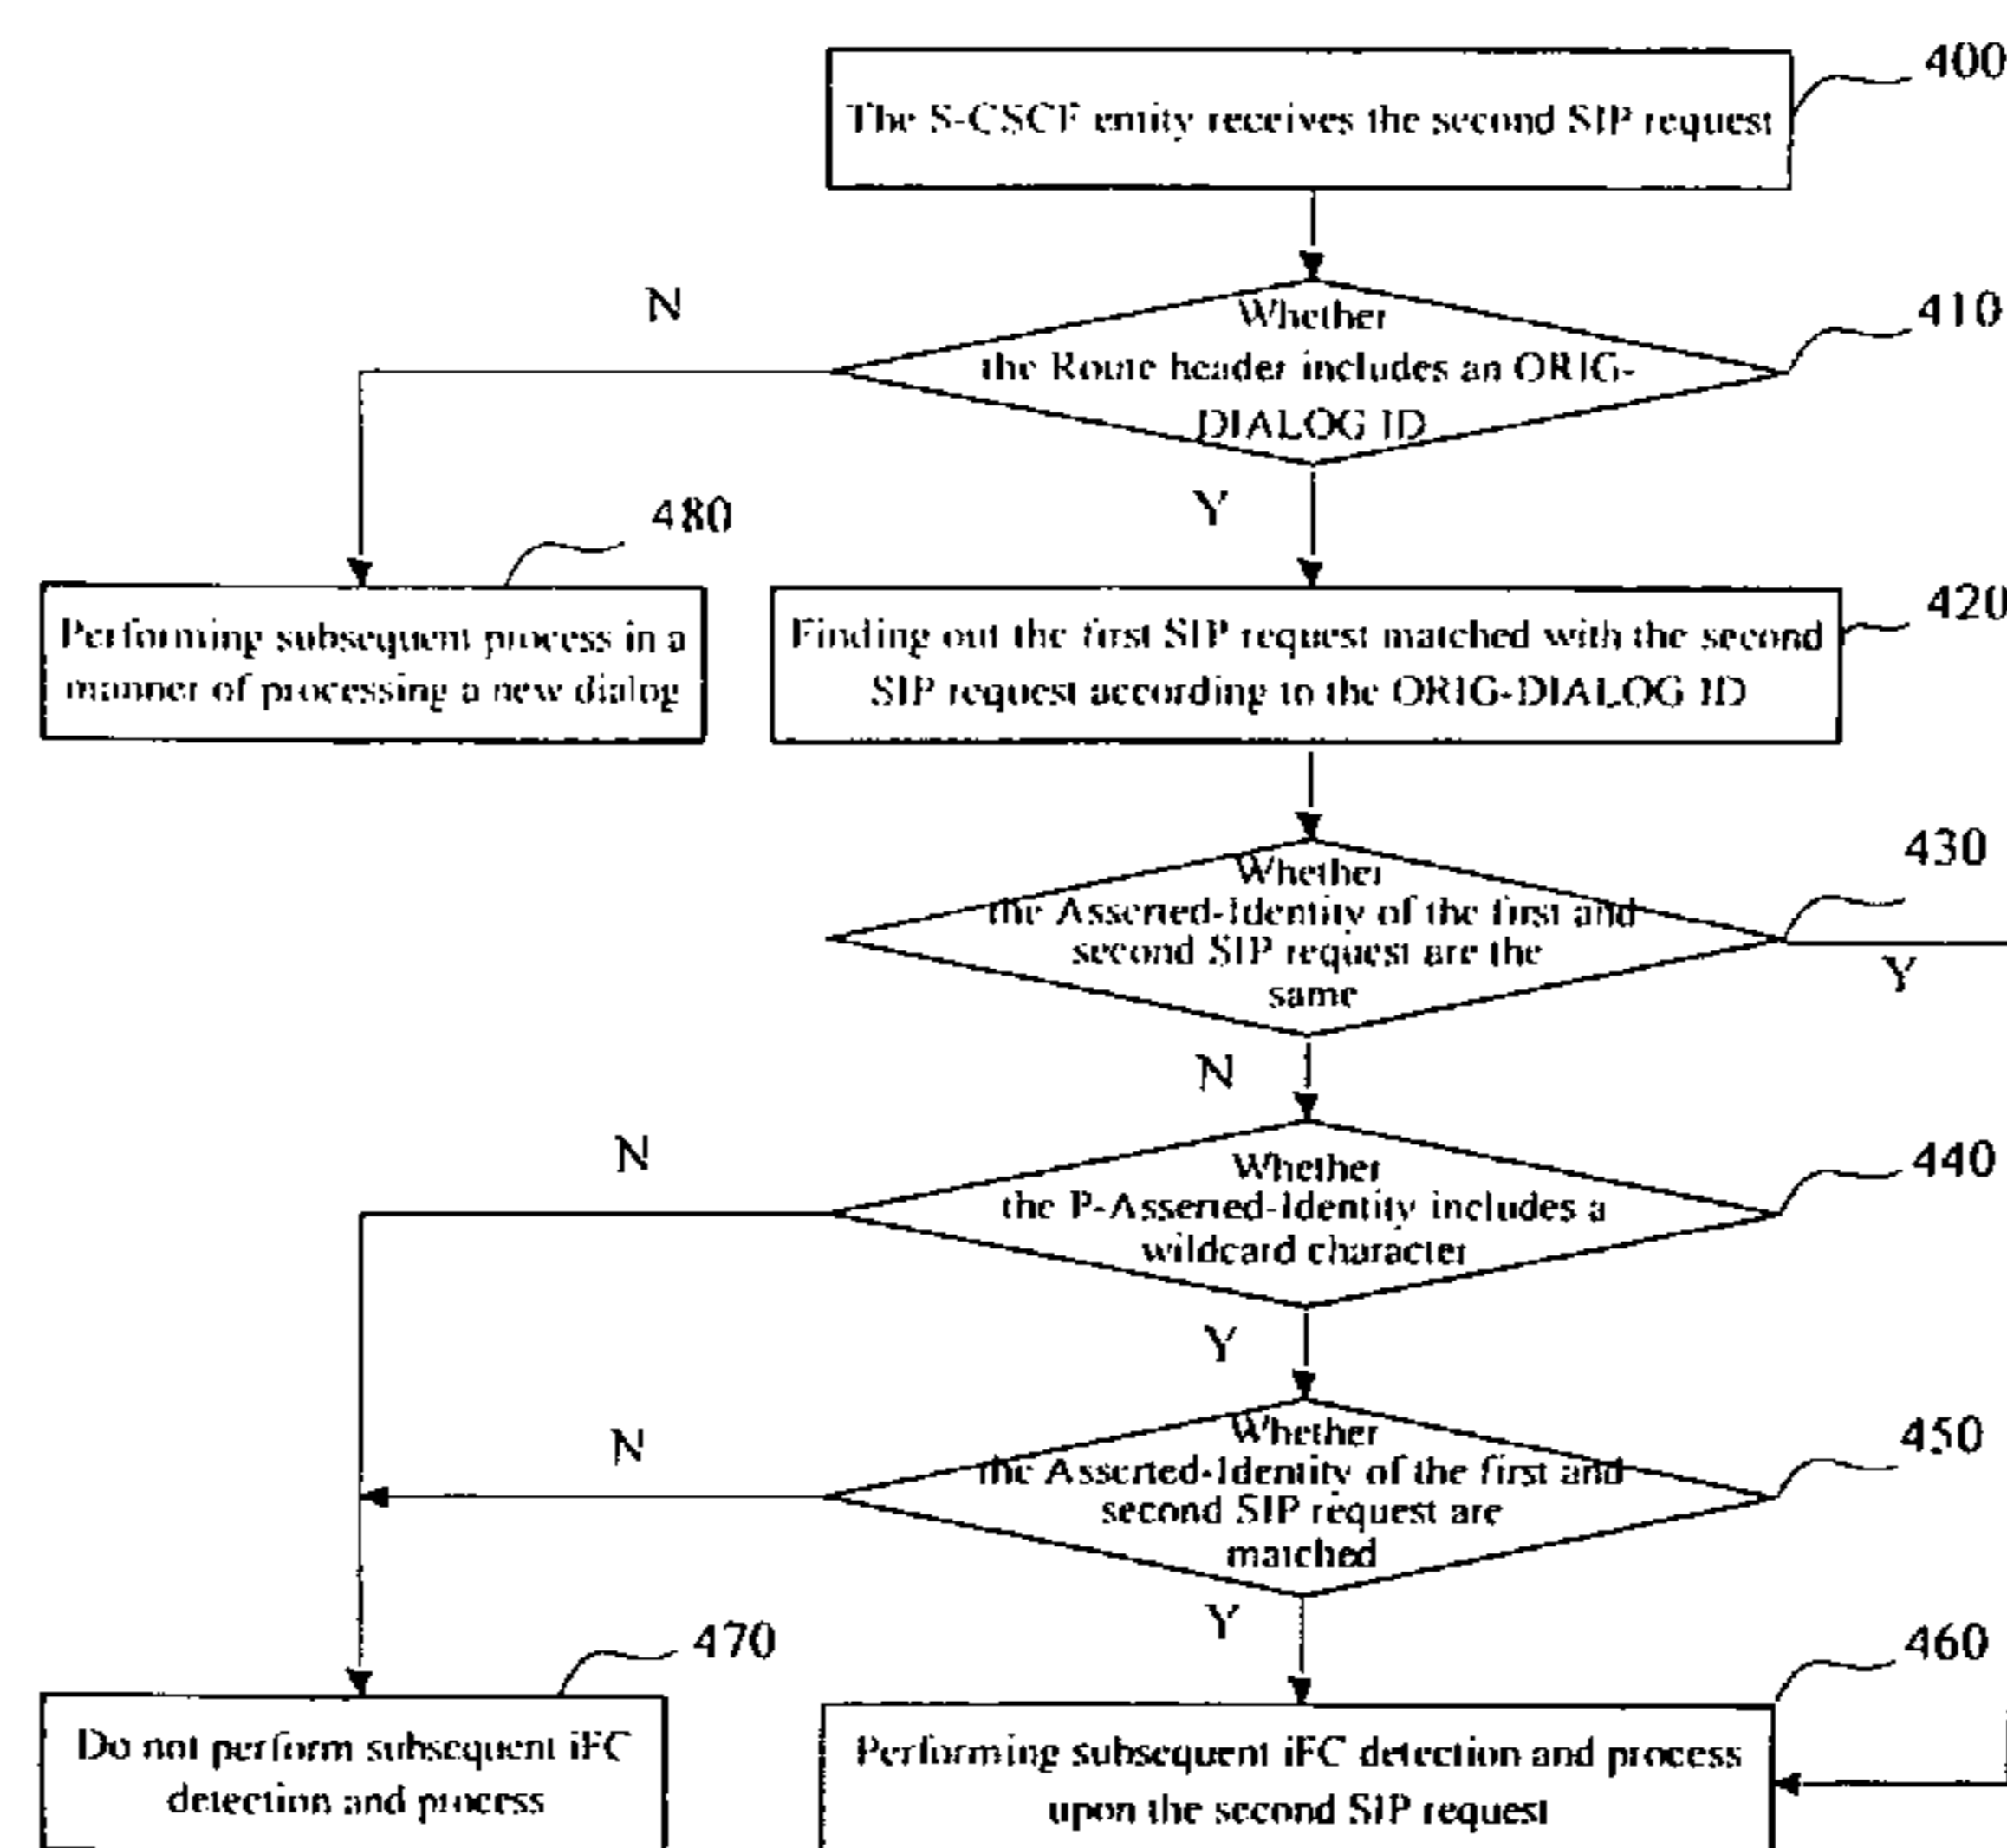 400
The S-CSCF entity receives the second SIP request
N
Whether
the Route header includes an ORIG-
DIALOG ID
410
Y
480
Performing subsequent process in a
manner of processing a new dialog
420
Finding out the first SIP request matched with the second
SIP request according to the ORIG-DIALOG ID
430
Whether
the Asserted-Identity of the first and
second SIP request are the
same
Y
N
N
Whether
the P-Asserted-Identity includes a
wildcard character
440
Y
N
Whether
the Asserted-Identity of the first and
second SIP request are
matched
450
Y
470
460
Do not perform subsequent iFC
detection and process
Performing subsequent iFC detection and process
upon the second SIP request